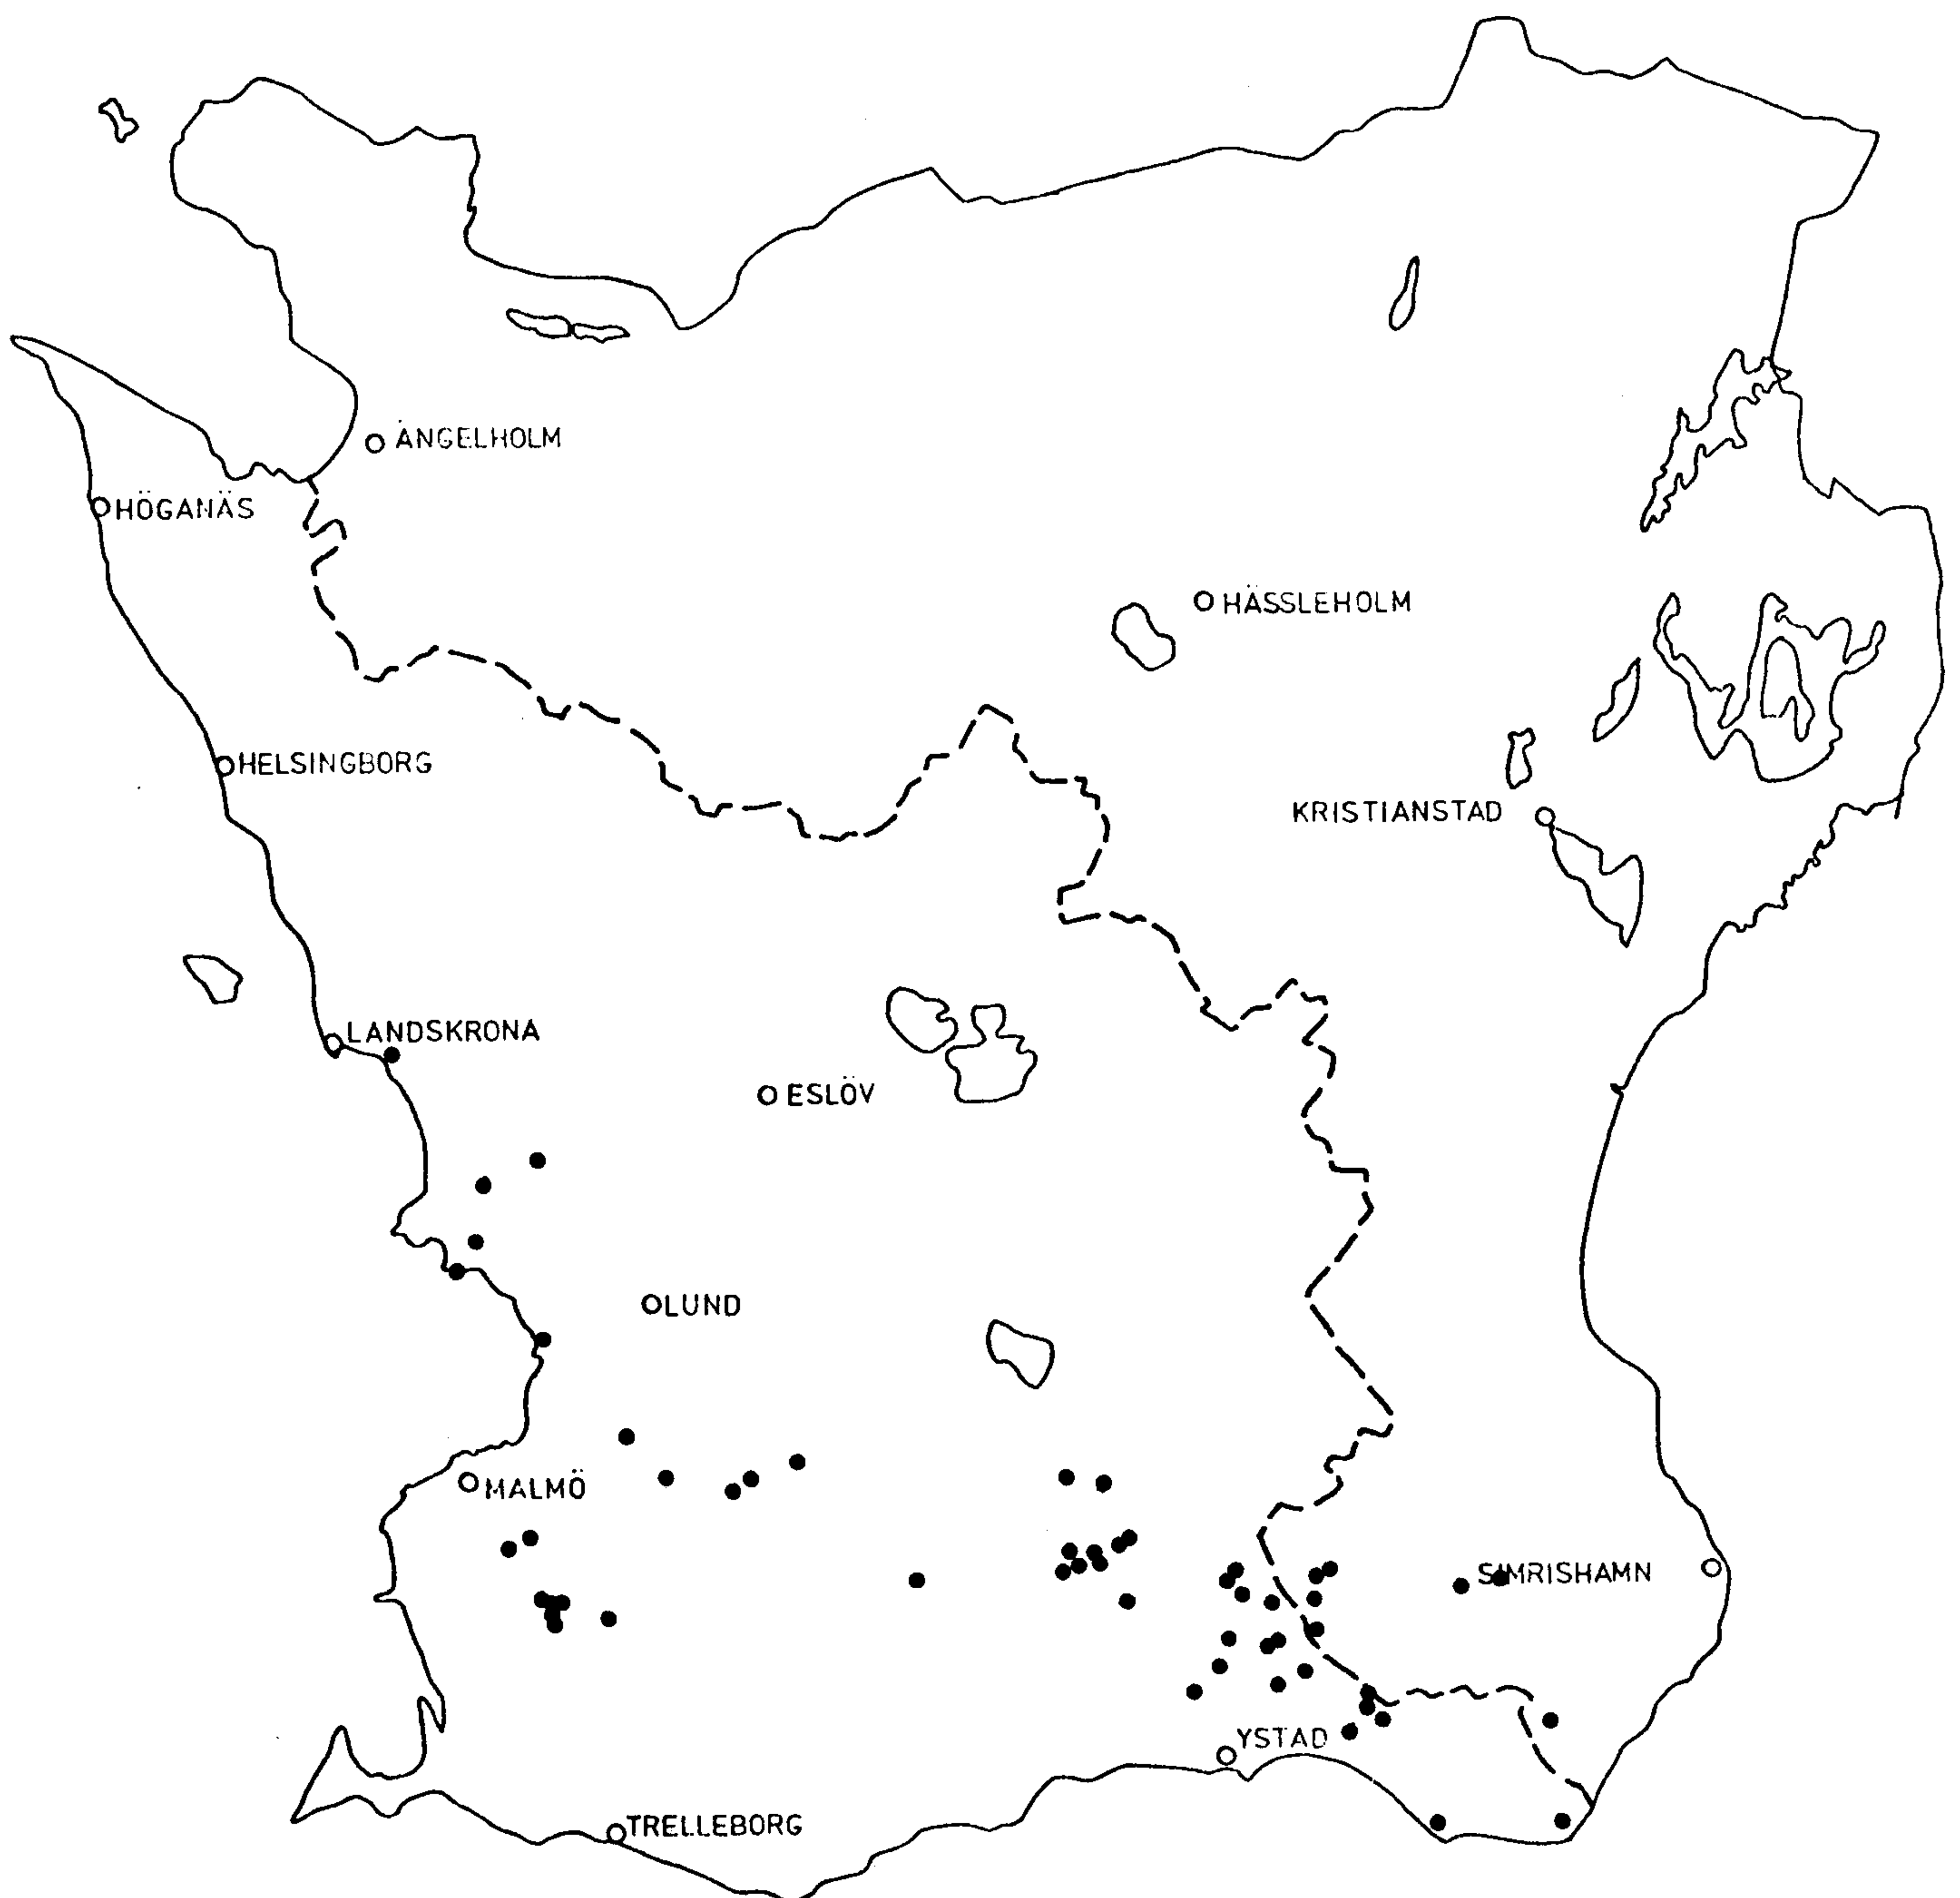 ÄNGELHOLM
HÖGANÄS
HÄSSLEHOLM
HELSINGBORG
KRISTIANSTAD
LANDSKRONA
ESLÖV
LUND
MALMÖ
SIMRISHAMN
YSTAD
TRELLEBORG